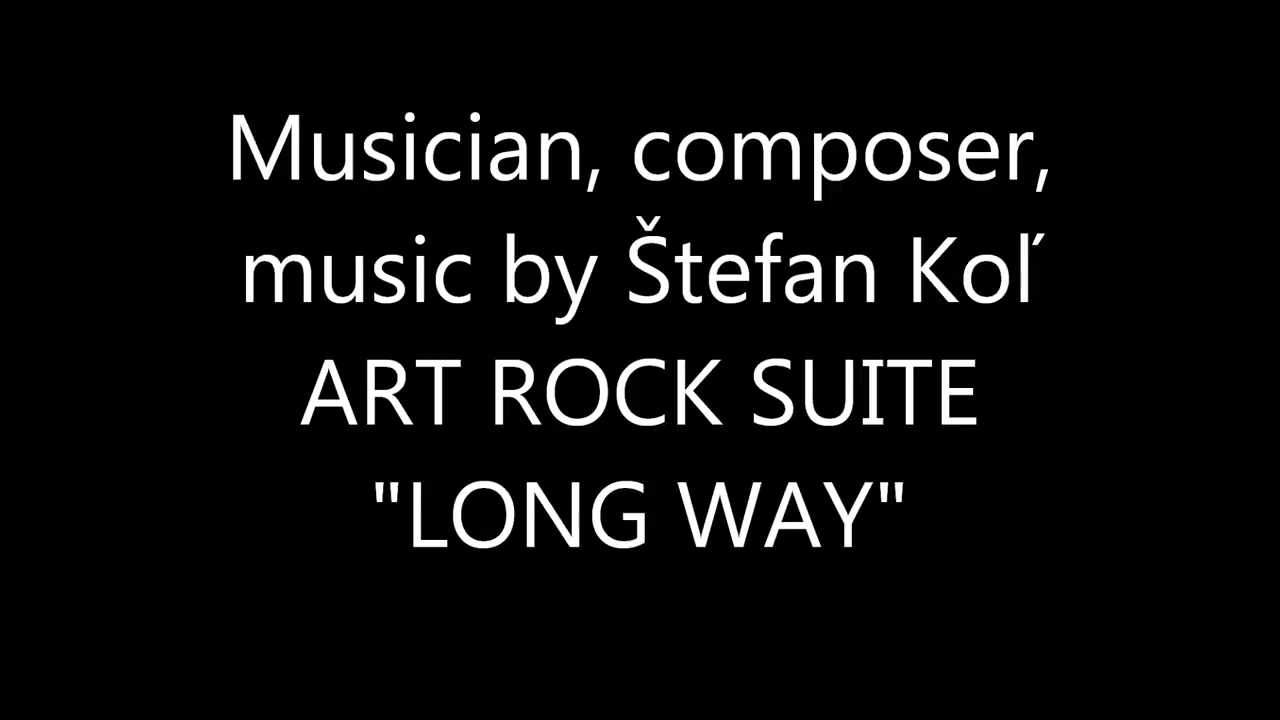 Musician, composer,
music by Štefan Koľ
ART ROCK SUITE
"LONG WAY"